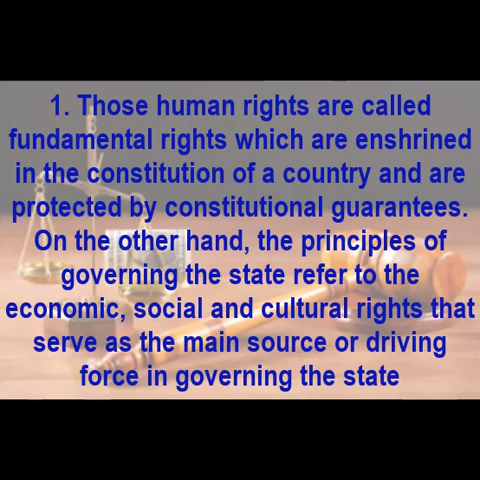 1. Those human rights are called
fundamental rights which are enshrined
in the constitution of a country and are
protected by constitutional guarantees.
On the other hand, the principles of
governing the state refer to the
economic, social and cultural rights that
serve as the main source or driving
force in governing the state